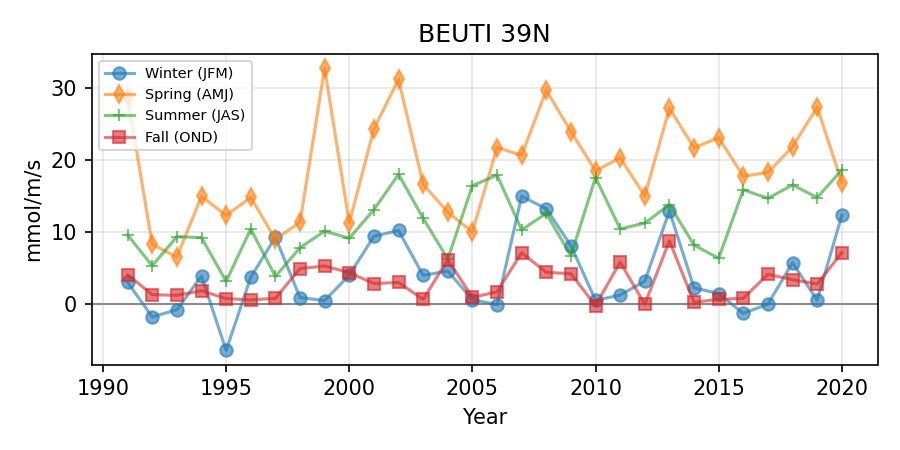 BEUTI 39N
Winter (JFM)
Spring (AMJ)
Summer (JAS)
Fall (OND)
30
20
10
0
mmol/m/s
1990 1995 2000 2005 2010 2015 2020
Year